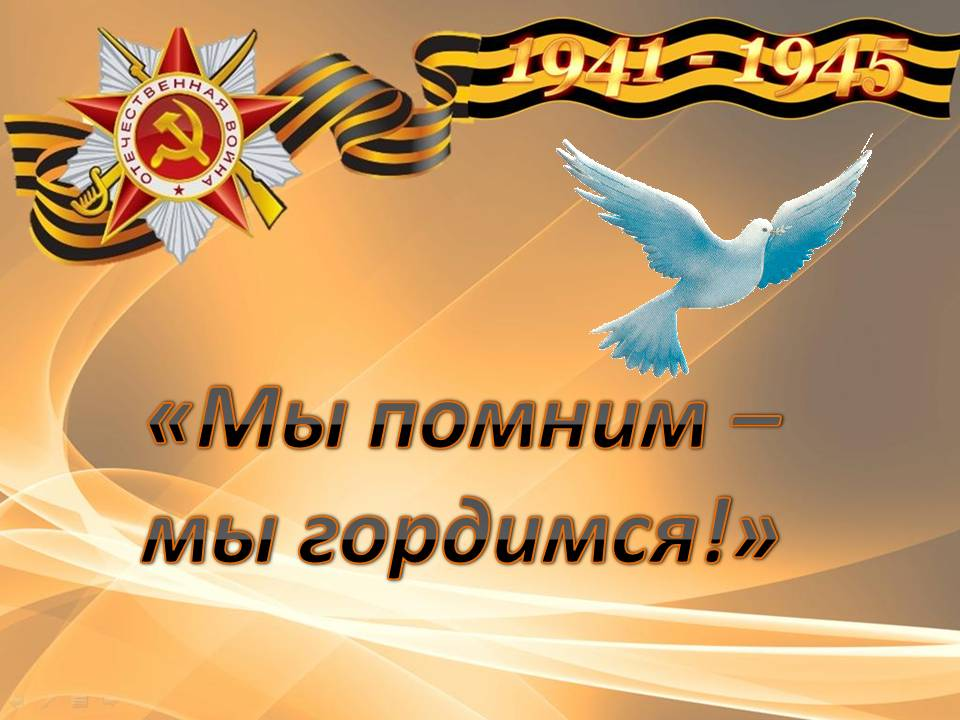 1941 - 1945
ОТЕЧЕСТВЕННАЯ ВОЙНА
«Мы помним –
мы гордимся!»